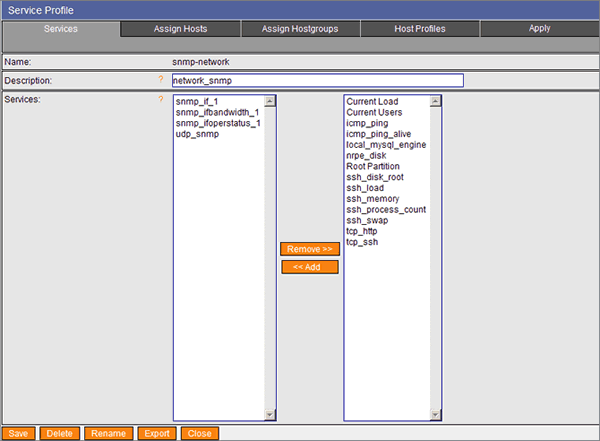 Service Profile
Services Assign Hosts Assign Hostgroups Host Profiles Apply
Name: snmp-network
Description: ? network_snmp
Services: ?
snmp_if_1
snmp_ifbandwidth_1
snmp_ifoperstatus_1
udp_snmp
Remove >>
<< Add
Current Load
Current Users
icmp_ping
icmp_ping_alive
local_mysql_engine
nrpe_disk
Root Partition
ssh_disk_root
ssh_load
ssh_memory
ssh_process_count
ssh_swap
tcp_http
tcp_ssh
Save Delete Rename Export Close